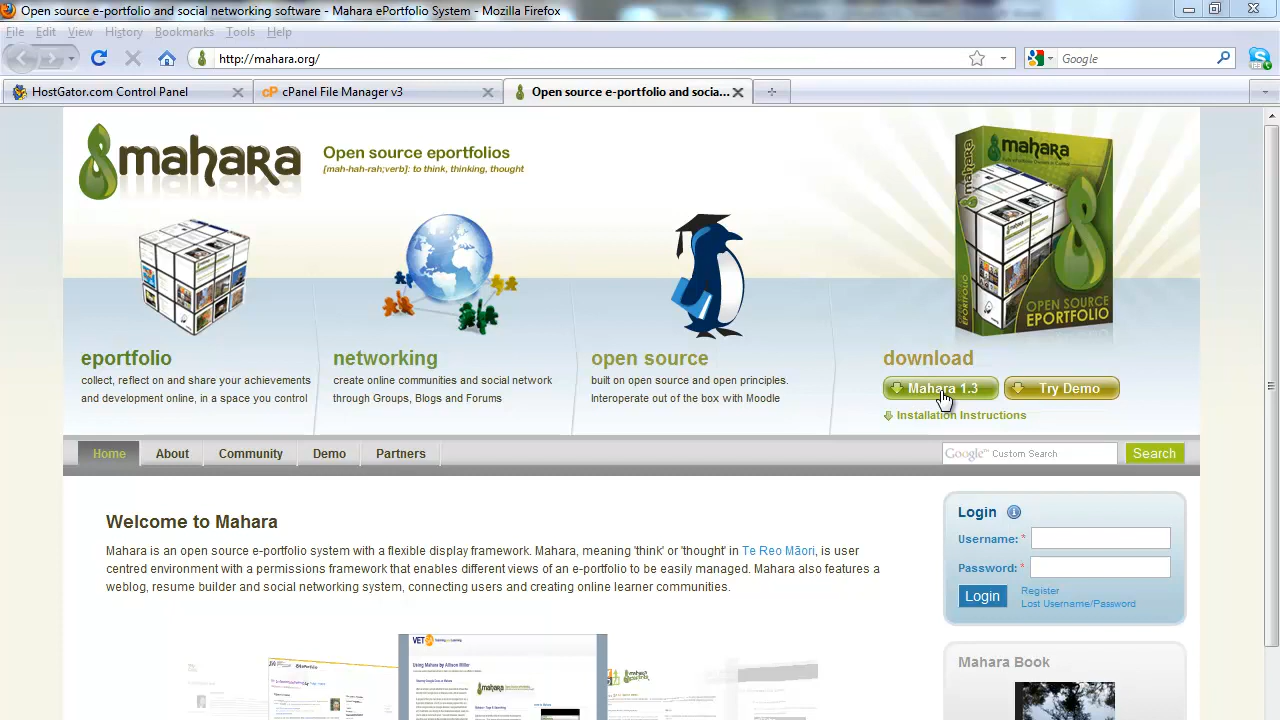 Open source e-portfolio and social networking software - Mahara ePortfolio System - Mozilla Firefox
File Edit View History Bookmarks Tools Help
http://mahara.org/
Google
HostGator.com Control Panel
cPanel File Manager v3
Open source e-portfolio and socia...
mahara
Open source eportfolios
[mah-hah-rah;verb]: to think, thinking, thought
mahara
OPEN SOURCE
EPORTFOLIO
eportfolio
collect, reflect on and share your achievements
and development online, in a space you control
networking
create online communities and social network
through Groups, Blogs and Forums
open source
built on open source and open principles.
Interoperate out of the box with Moodle
download
Mahara 1.3
Try Demo
Installation Instructions
Home About Community Demo Partners
Google™ Custom Search
Search
Welcome to Mahara
Mahara is an open source e-portfolio system with a flexible display framework. Mahara, meaning 'think' or 'thought' in Te Reo Māori, is user
centred environment with a permissions framework that enables different views of an e-portfolio to be easily managed. Mahara also features a
weblog, resume builder and social networking system, connecting users and creating online learner communities.
Login
Username: *
Password: *
Login
Register
Lost Username/Password
Mahara Book
Using Mahara by Allison Miller
mahara